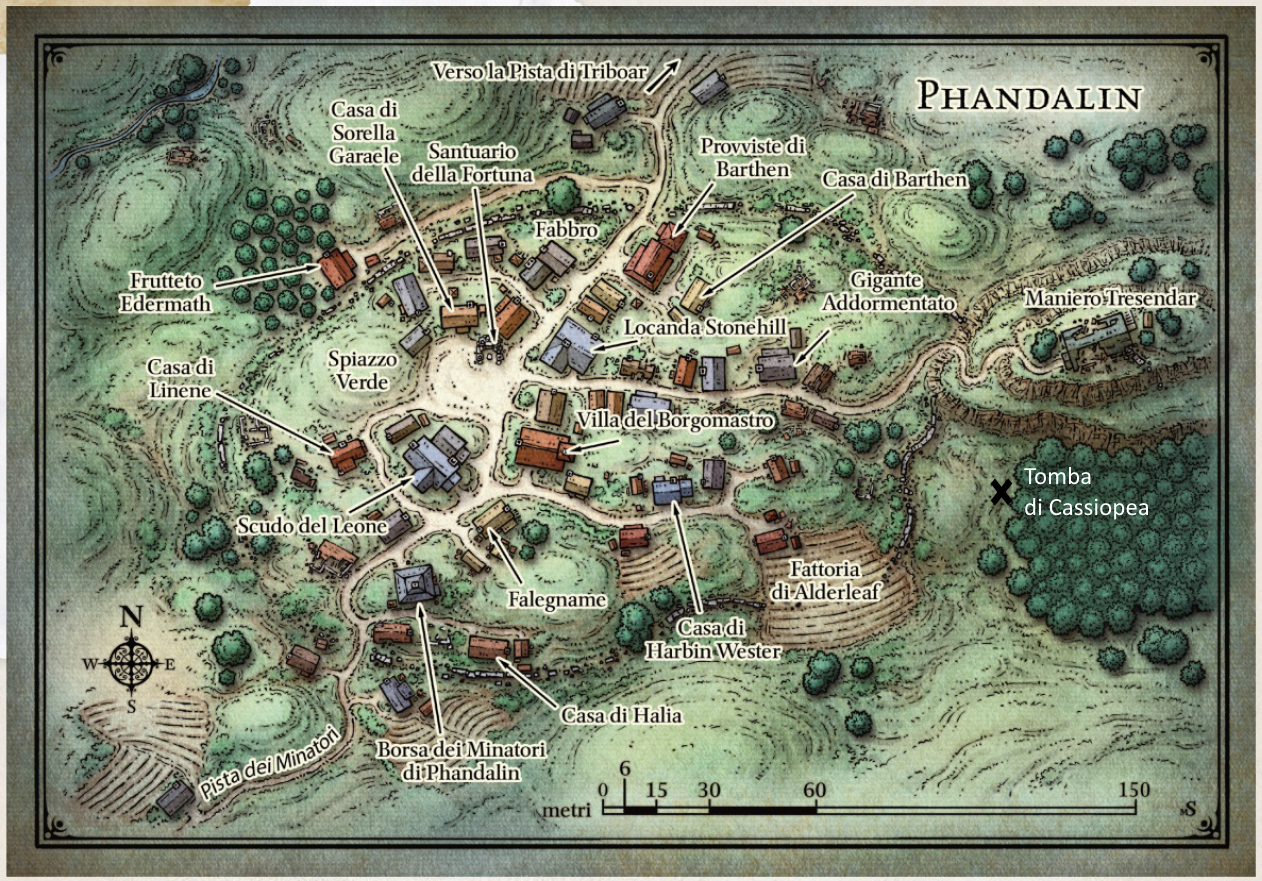 Verso la Pista di Triboar
PHANDALIN
Casa di
Sorella
Garaele
Santuario
della Fortuna
Provviste di
Barthen
Casa di Barthen
Fabbro
Frutteto
Edermath
Gigante
Addormentato
Maniero Tresendar
Locanda Stonehill
Spiazzo
Verde
Casa di
Linene
Villa del Borgomastro
Tomba
di Cassiopea
Scudo del Leone
Fattoria
di Alderleaf
Falegname
N
W
E
S
Casa di
Harbin Wester
Casa di Halia
Pista dei Minatori
Borsa dei Minatori
di Phandalin
6
metri 0 15 30 60 150